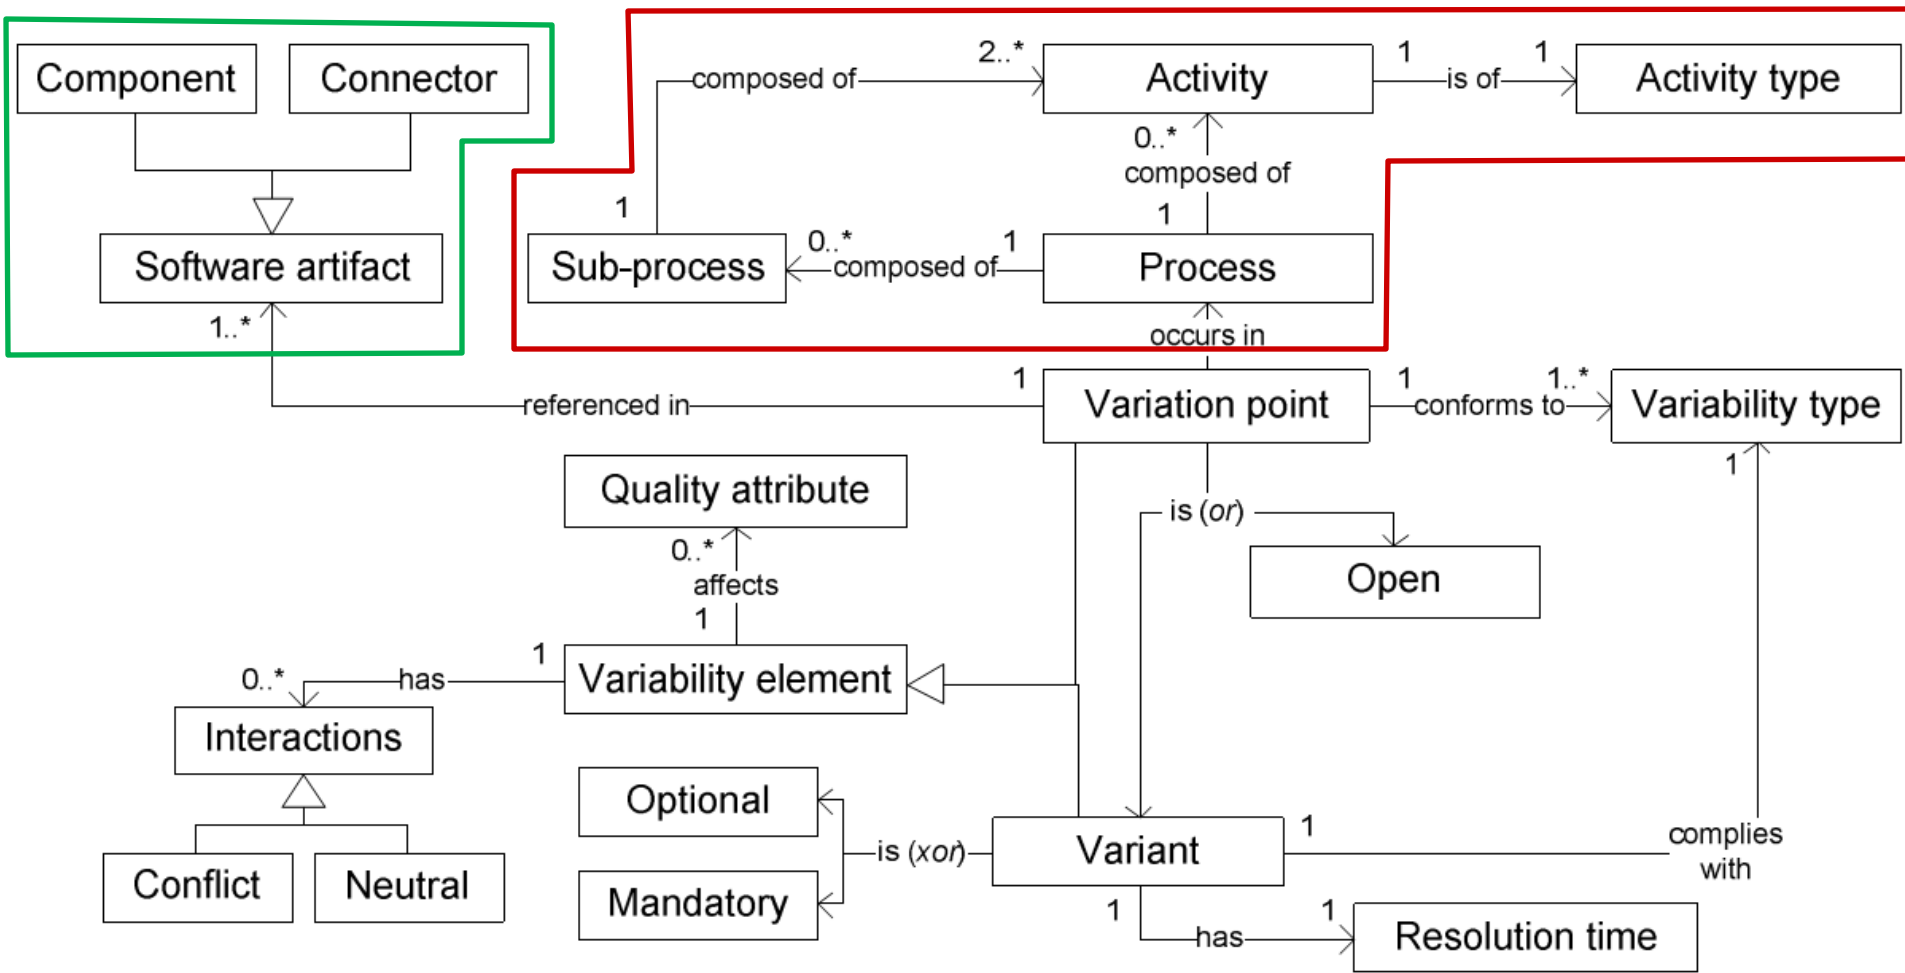 Component
Connector
composed of
2..*
Activity
1
is of
1
Activity type
0..*
composed of
1
1
Software artifact
Sub-process
0..*
composed of
1
Process
1..*
occurs in
referenced in
1
Variation point
1
conforms to
1..*
Variability type
1
Quality attribute
is (or)
0..*
affects
1
Open
0..*
has
1
Variability element
Interactions
Optional
is (xor)
Mandatory
Variant
1
complies
with
Conflict
Neutral
1
has
1
Resolution time